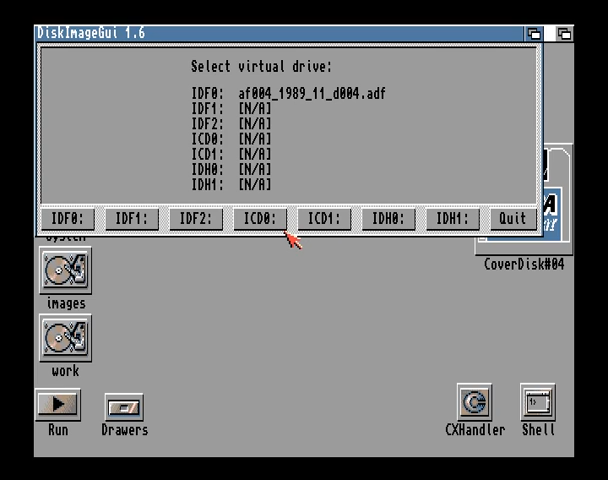 DiskImageGui 1.6
Select virtual drive:
IDF0: af004_1989_11_d004.adf
IDF1: [N/A]
IDF2: [N/A]
ICD0: [N/A]
ICD1: [N/A]
IDH0: [N/A]
IDH1: [N/A]
IDF0: IDF1: IDF2: ICD0: ICD1: IDH0: IDH1: Quit
System
CoverDisk#04
images
work
Run Drawers CXHandler Shell